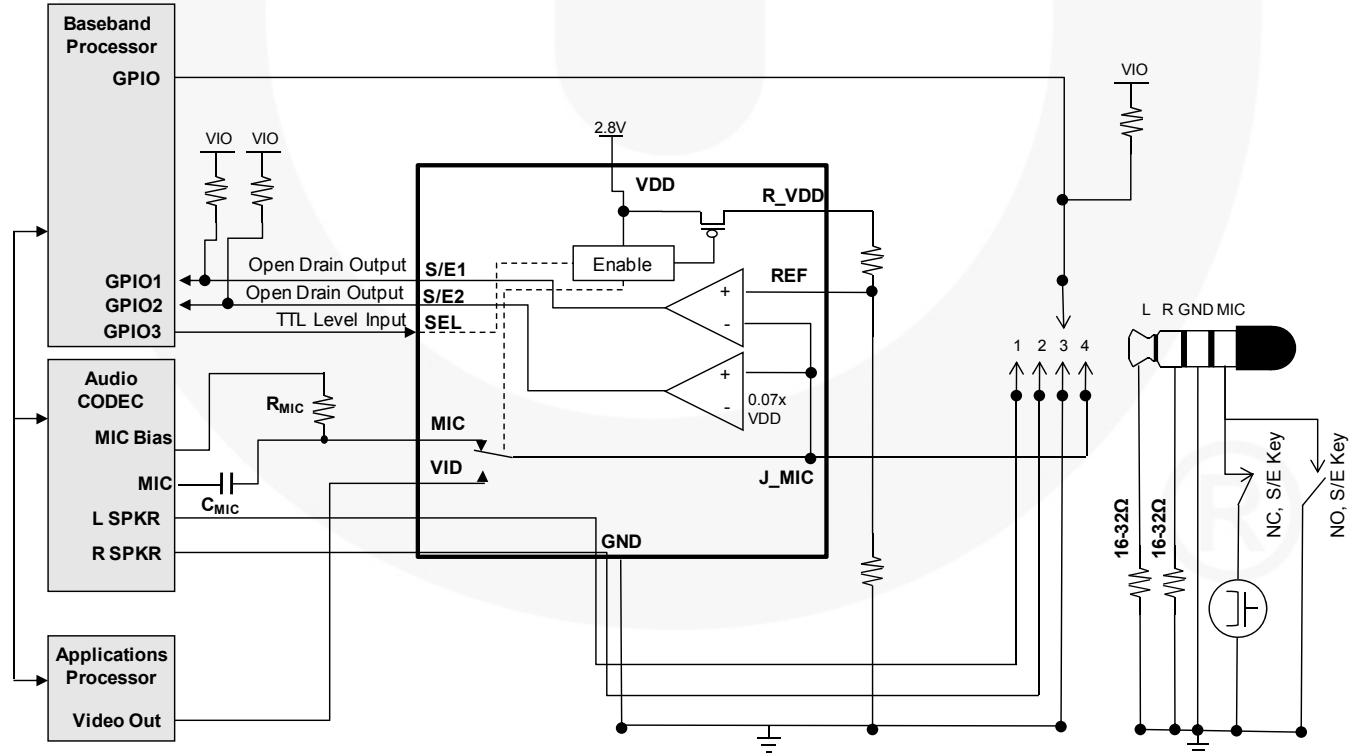 Baseband
Processor
GPIO
VIO
VIO VIO
2.8V
VDD
R_VDD
Enable
REF
Open Drain Output
S/E1
GPIO1
Open Drain Output
S/E2
GPIO2
TTL Level Input
SEL
GPIO3
+
-
+
-
0.07x
VDD
L R GND MIC
1 2 3 4
Audio
CODEC
RMIC
MIC Bias
MIC
MIC
CMIC
VID
J_MIC
L SPKR
R SPKR
GND
16-32Ω
16-32Ω
NC, S/E Key
NO, S/E Key
®
Applications
Processor
Video Out